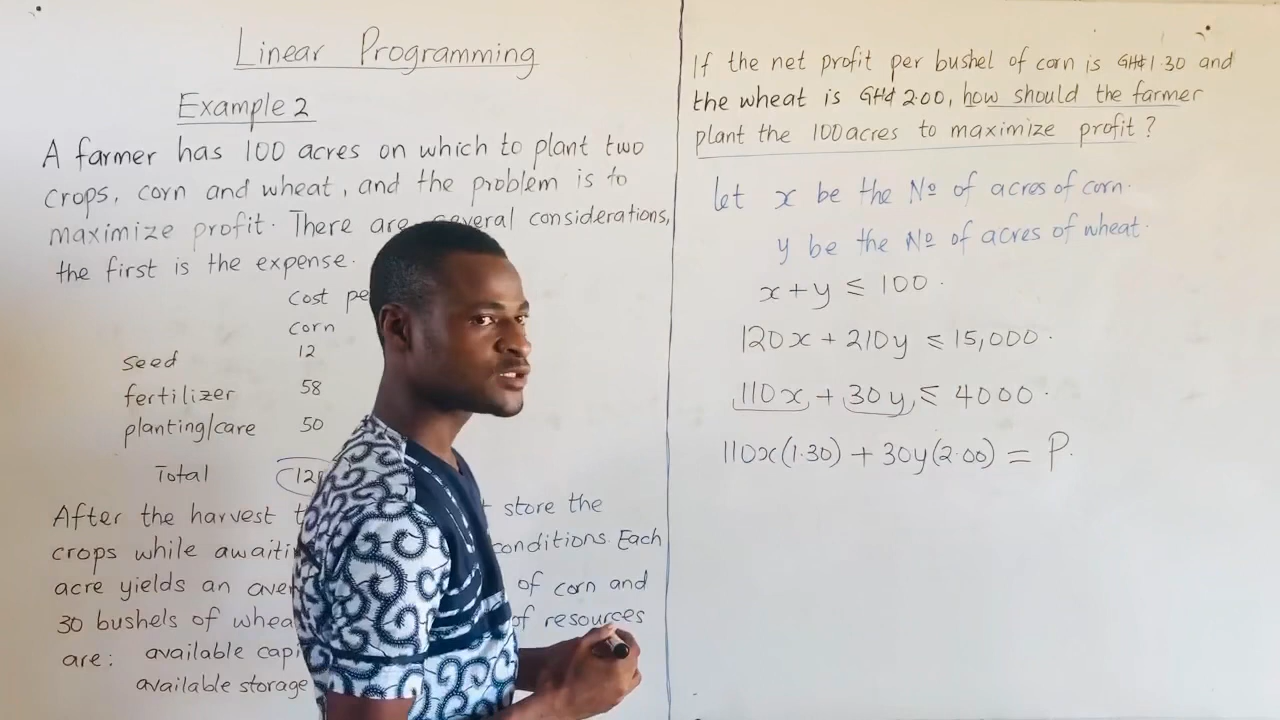 Linear Programming
Example 2
A farmer has 100 acres on which to plant two
crops, corn and wheat, and the problem is to
maximize profit. There are several considerations,
the first is the expense.
Cost
corn
seed 12
fertilizer 58
planting/care 50
Total
After the harvest store the
crops while conditions. Each
acre yields an of corn and
30 bushels of of resources
are: available
available storage
If the net profit per bushel of corn is GH¢1.30 and
the wheat is GH¢ 2.00, how should the farmer
plant the 100 acres to maximize profit?
let x be the No of acres of corn.
y be the No of acres of wheat.
x + y ≤ 100.
120x + 210y ≤ 15,000.
110x + 30y ≤ 4000.
110x(1.30) + 30y(2.00) = P.